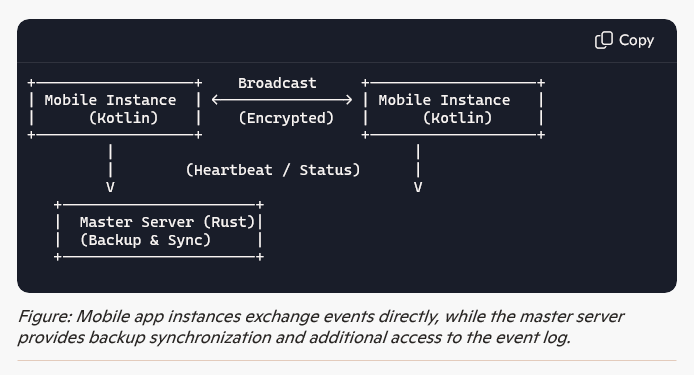 Copy
Broadcast
Mobile Instance <-----------> Mobile Instance
(Kotlin) (Encrypted) (Kotlin)
(Heartbeat / Status)
V V
Master Server (Rust)
(Backup & Sync)
Figure: Mobile app instances exchange events directly, while the master server
provides backup synchronization and additional access to the event log.